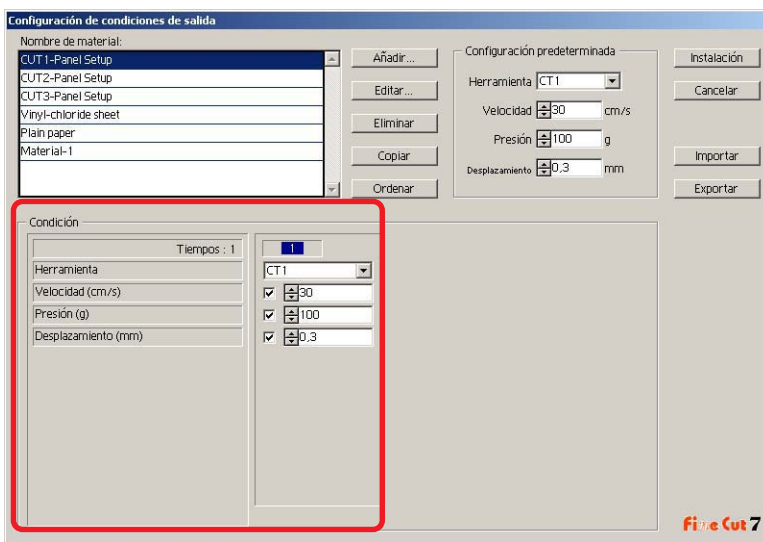 Configuración de condiciones de salida
Nombre de material:
CUT1-Panel Setup
CUT2-Panel Setup
CUT3-Panel Setup
Vinyl-chloride sheet
Plain paper
Material-1
Añadir...
Editar...
Eliminar
Copiar
Ordenar
Configuración predeterminada
Herramienta CT1
Velocidad 30 cm/s
Presión 100 g
Desplazamiento 0,3 mm
Instalación
Cancelar
Importar
Exportar
Condición
Tiempos : 1 1
Herramienta CT1
Velocidad (cm/s) 30
Presión (g) 100
Desplazamiento (mm) 0,3
Fine Cut 7